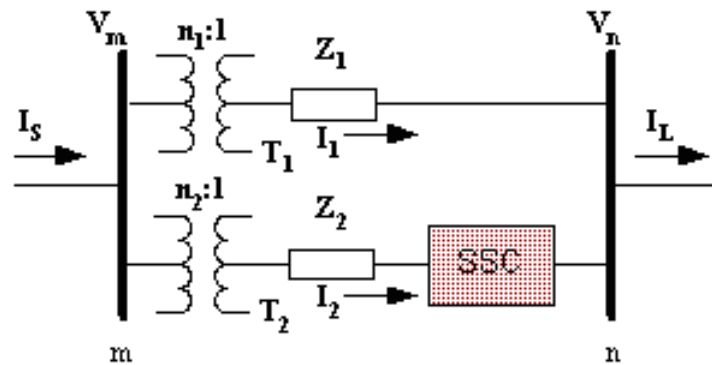 V_m
n_1:1
Z_1
V_n
I_S
T_1
I_1
I_L
n_2:1
Z_2
SSC
T_2
I_2
m
n